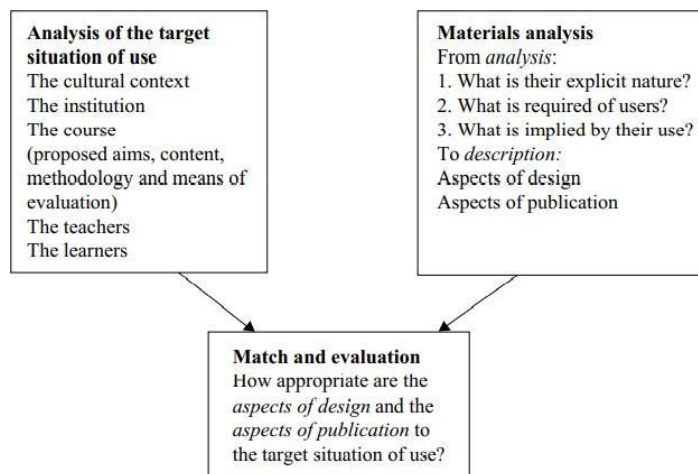 Analysis of the target
situation of use
The cultural context
The institution
The course
(proposed aims, content,
methodology and means of
evaluation)
The teachers
The learners
Materials analysis
From analysis:
1. What is their explicit nature?
2. What is required of users?
3. What is implied by their use?
To description:
Aspects of design
Aspects of publication
Match and evaluation
How appropriate are the
aspects of design and the
aspects of publication to
the target situation of use?